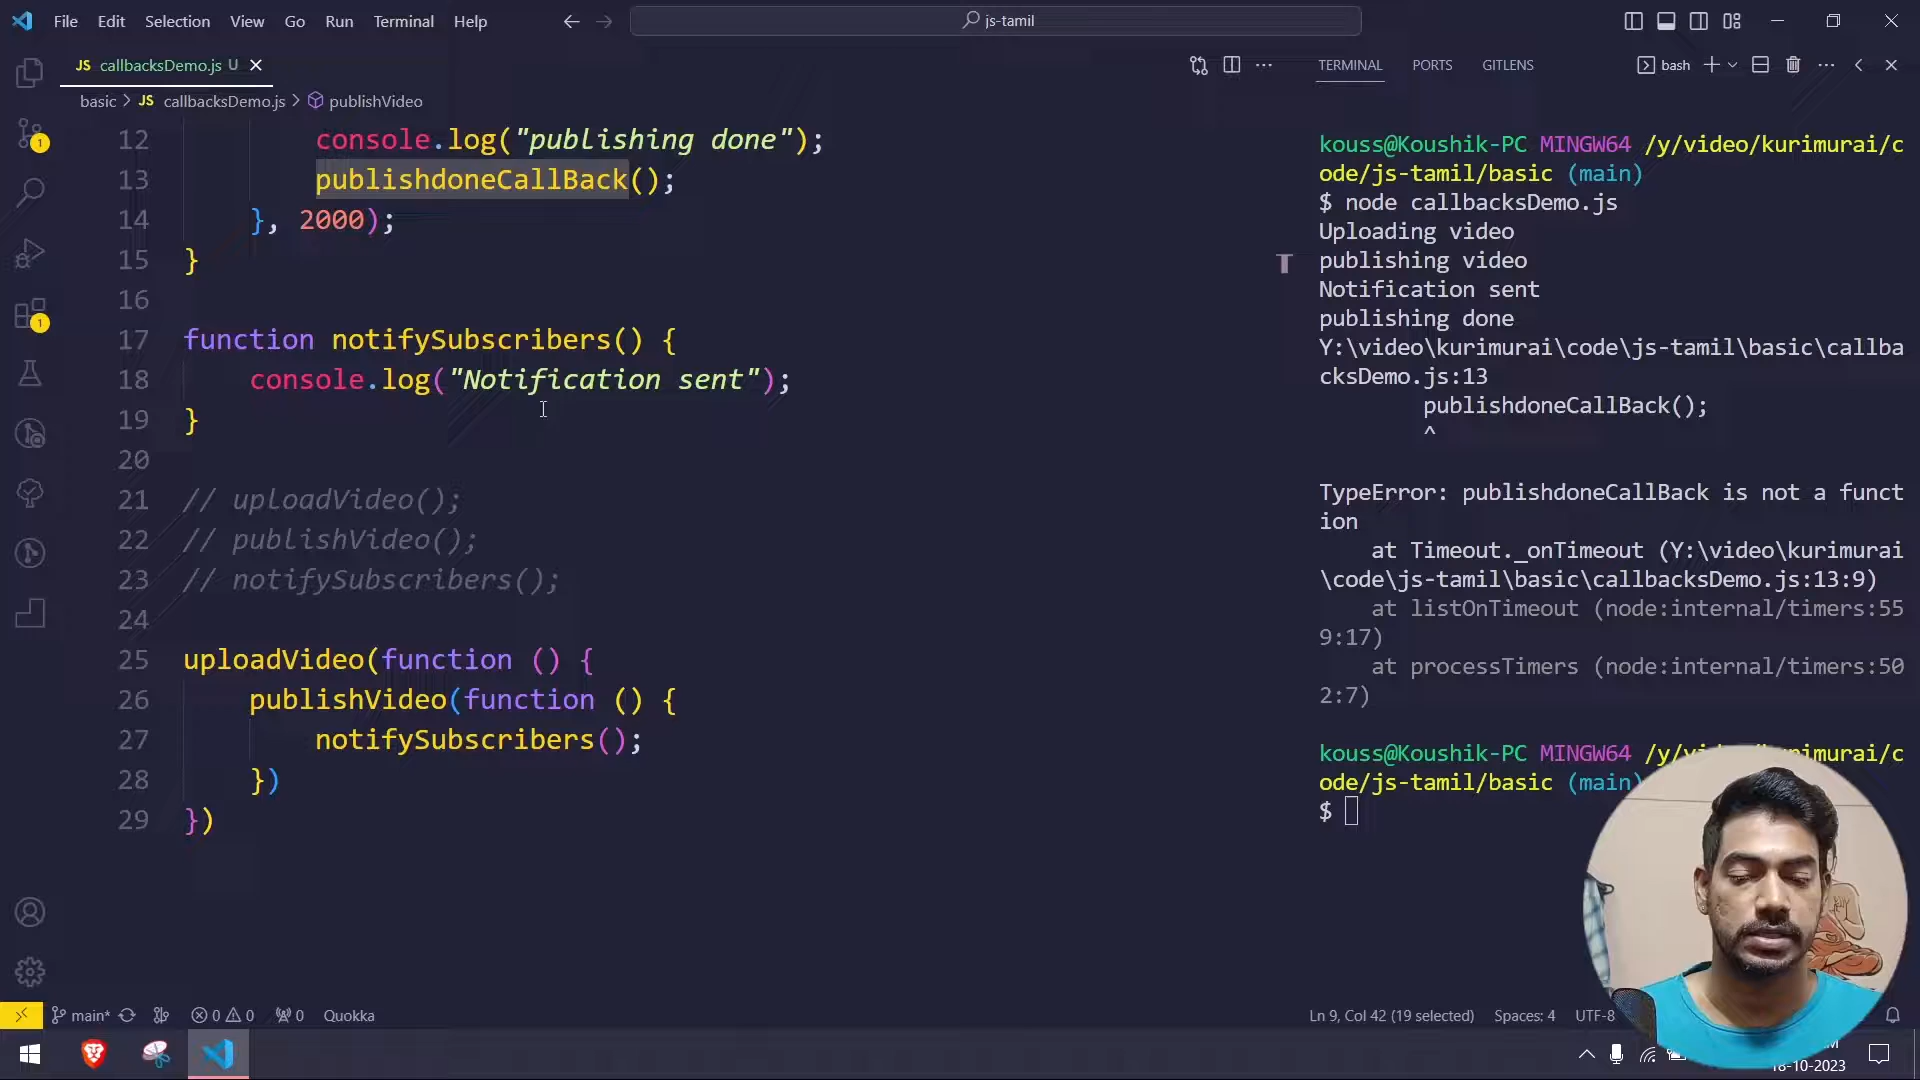 File Edit Selection View Go Run Terminal Help js-tamil
JS callbacksDemo.js U
basic > JS callbacksDemo.js > publishVideo
12 console.log("publishing done");
13 publishdoneCallBack();
14 }, 2000);
15 }
16
17 function notifySubscribers() {
18 console.log("Notification sent");
19 }
20
21 // uploadVideo();
22 // publishVideo();
23 // notifySubscribers();
24
25 uploadVideo(function () {
26 publishVideo(function () {
27 notifySubscribers();
28 })
29 })
TERMINAL PORTS GITLENS bash
kouss@Koushik-PC MINGW64 /y/video/kurimurai/c
ode/js-tamil/basic (main)
$ node callbacksDemo.js
Uploading video
publishing video
Notification sent
publishing done
Y:\video\kurimurai\code\js-tamil\basic\callba
cksDemo.js:13
publishdoneCallBack();
^
TypeError: publishdoneCallBack is not a funct
ion
at Timeout._onTimeout (Y:\video\kurimurai
\code\js-tamil\basic\callbacksDemo.js:13:9)
at listOnTimeout (node:internal/timers:55
9:17)
at processTimers (node:internal/timers:50
2:7)
kouss@Koushik-PC MINGW64 /y/video/kurimurai/c
ode/js-tamil/basic (main)
$
1
1
T
main* 0 0 0 Quokka
Ln 9, Col 42 (19 selected) Spaces: 4 UTF-8
18-10-2023